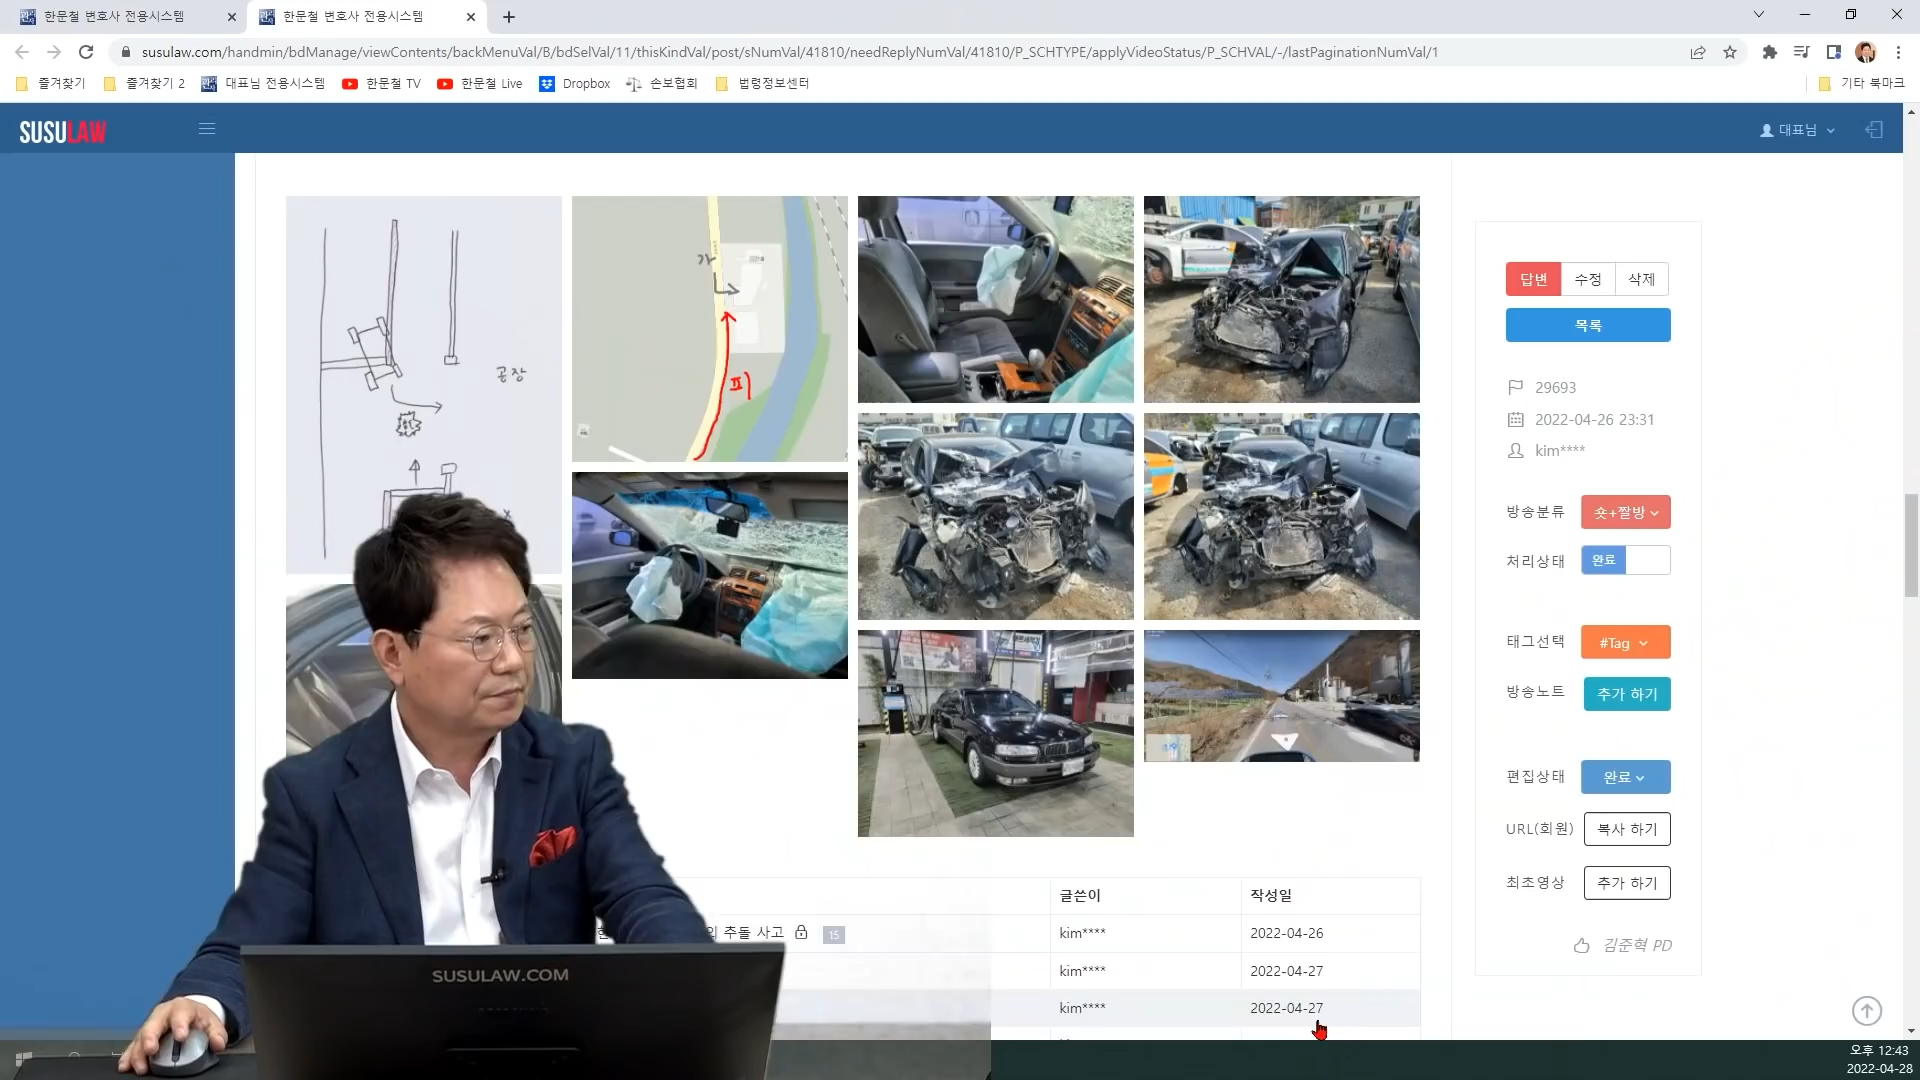 한문철 변호사 전용시스템
한문철 변호사 전용시스템
susulaw.com/handmin/bdManage/viewContents/backMenuVal/B/bdSelVal/11/thisKindVal/post/sNumVal/41810/needReplyNumVal/41810/P_SCHTYPE/applyVideoStatus/P_SCHVAL/-/lastPaginationNumVal/1
즐겨찾기
즐겨찾기 2
대표님 전용시스템
한문철 TV
한문철 Live
Dropbox
손보협회
법령정보센터
기타 북마크
SUSULAW
대표님
공장
가
피
답변
수정
삭제
목록
29693
2022-04-26 23:31
kim****
방송분류
숏+짤방
처리상태
완료
태그선택
#Tag
방송노트
추가 하기
편집상태
완료
URL(회원)
복사 하기
최초영상
추가 하기
김준혁 PD
글쓴이
작성일
의 추돌 사고
15
kim****
2022-04-26
kim****
2022-04-27
kim****
2022-04-27
SUSULAW.COM
오후 12:43
2022-04-28